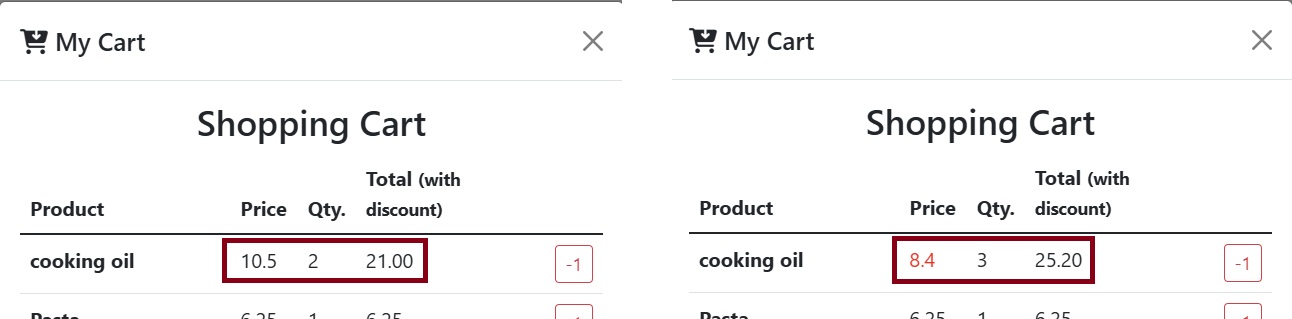 My Cart
Shopping Cart
Product Price Qty. Total (with discount)
cooking oil 10.5 2 21.00 -1
Pasta 6.25 1 6.25
My Cart
Shopping Cart
Product Price Qty. Total (with discount)
cooking oil 8.4 3 25.20 -1
Pasta 6.25 1 6.25